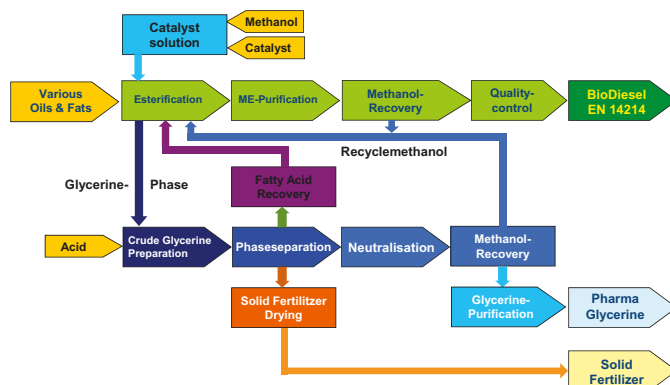 Catalyst
solution
Methanol
Catalyst
Various
Oils & Fats
Esterification
ME-Purification
Methanol-
Recovery
Quality-
control
BioDiesel
EN 14214
Recyclemethanol
Glycerine-
Phase
Fatty Acid
Recovery
Acid
Crude Glycerine
Preparation
Phaseseparation
Neutralisation
Methanol-
Recovery
Solid Fertilitzer
Drying
Glycerine-
Purification
Pharma
Glycerine
Solid
Fertilizer